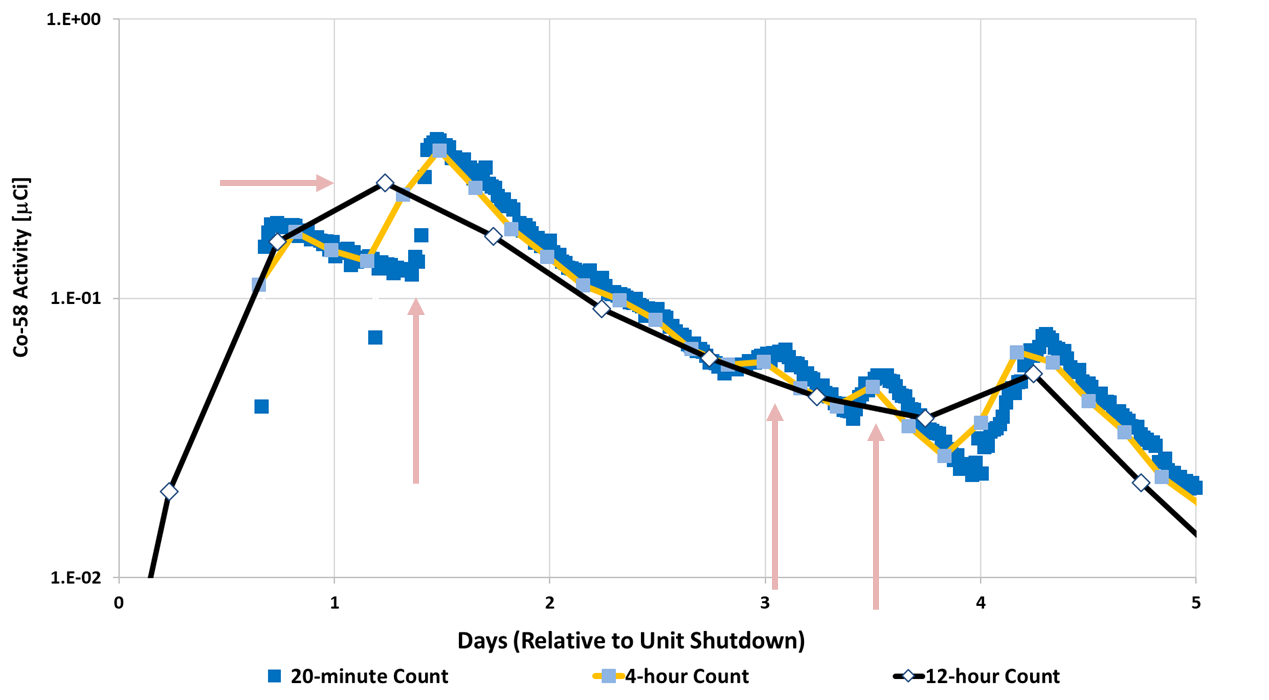 1.E+00
1.E-01
1.E-02
Co-58 Activity [μCi]
0 1 2 3 4 5
Days (Relative to Unit Shutdown)
20-minute Count 4-hour Count 12-hour Count